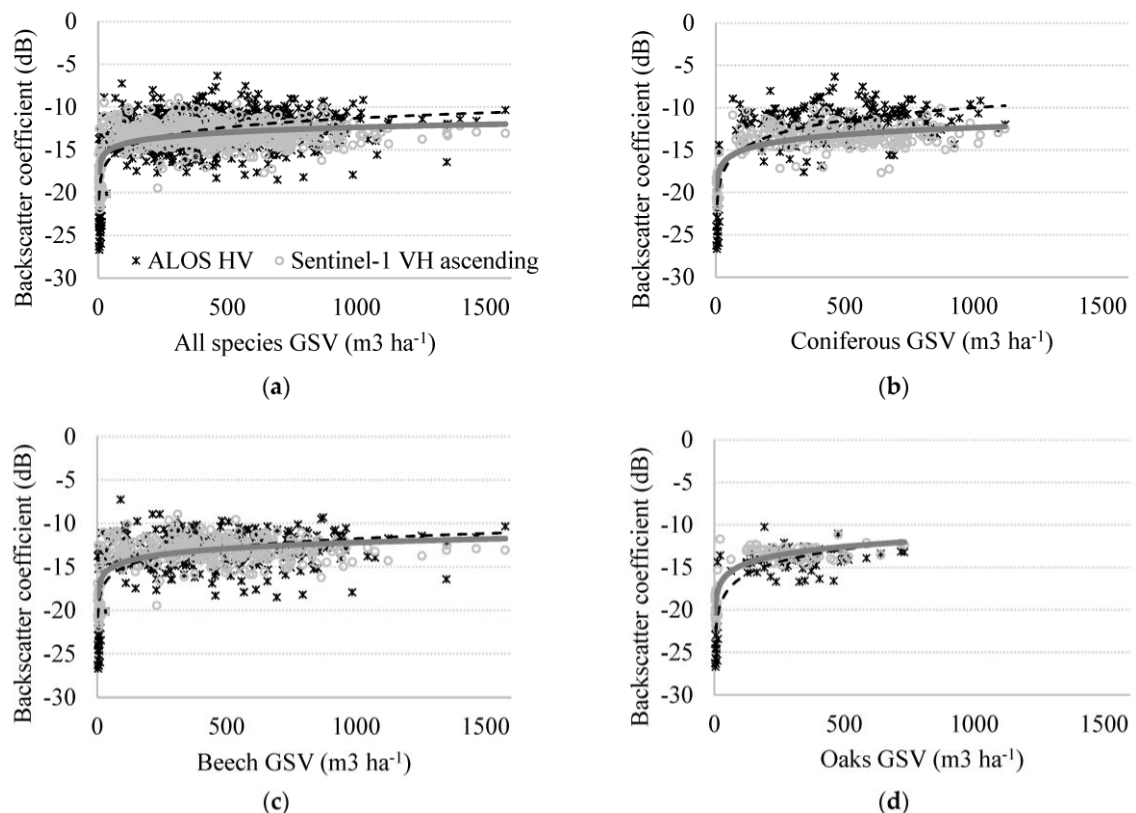 Backscatter coefficient (dB)
0
-5
-10
-15
-20
-25
-30
ALOS HV Sentinel-1 VH ascending
0 500 1000 1500
All species GSV (m3 ha-1)
(a)
Backscatter coefficient (dB)
0
-5
-10
-15
-20
-25
-30
0 500 1000 1500
Coniferous GSV (m3 ha-1)
(b)
Backscatter coefficient (dB)
0
-5
-10
-15
-20
-25
-30
0 500 1000 1500
Beech GSV (m3 ha-1)
(c)
Backscatter coefficient (dB)
0
-5
-10
-15
-20
-25
-30
0 500 1000 1500
Oaks GSV (m3 ha-1)
(d)